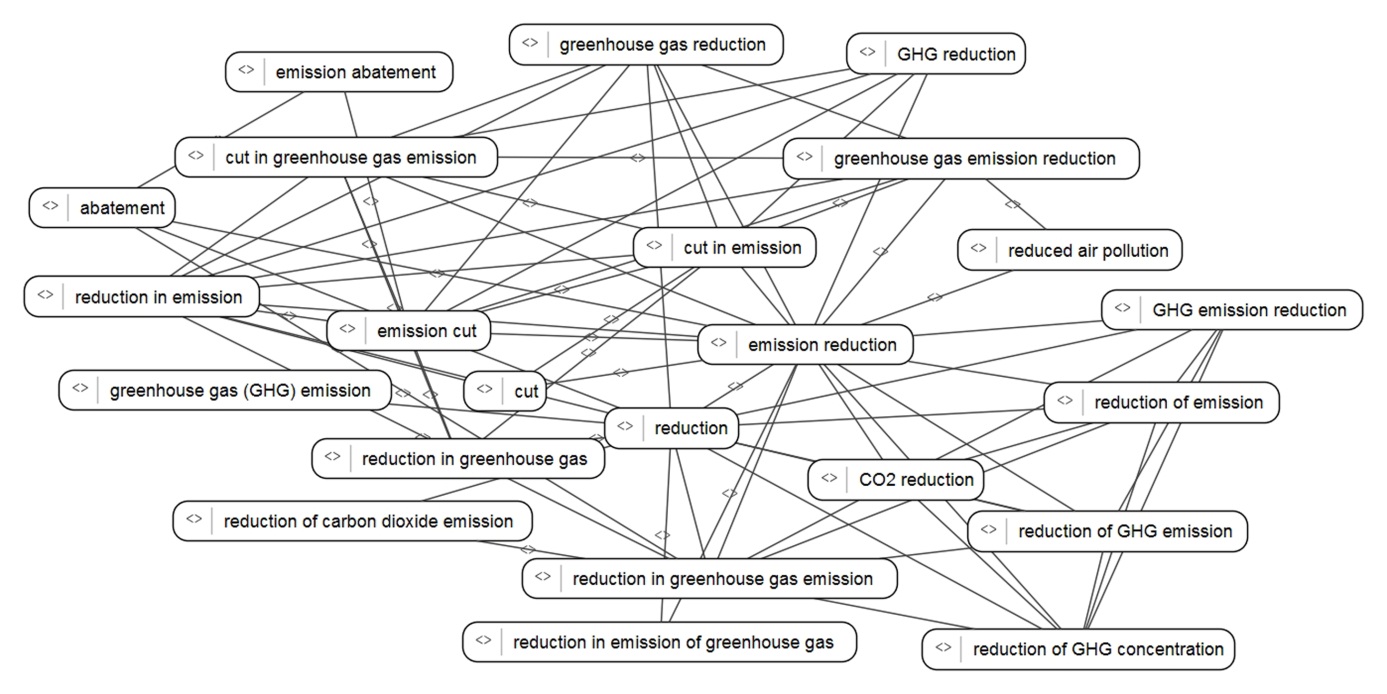 greenhouse gas reduction
GHG reduction
emission abatement
cut in greenhouse gas emission
greenhouse gas emission reduction
abatement
cut in emission
reduced air pollution
reduction in emission
GHG emission reduction
emission cut
emission reduction
greenhouse gas (GHG) emission
cut
reduction of emission
reduction
reduction in greenhouse gas
CO2 reduction
reduction of carbon dioxide emission
reduction of GHG emission
reduction in greenhouse gas emission
reduction in emission of greenhouse gas
reduction of GHG concentration